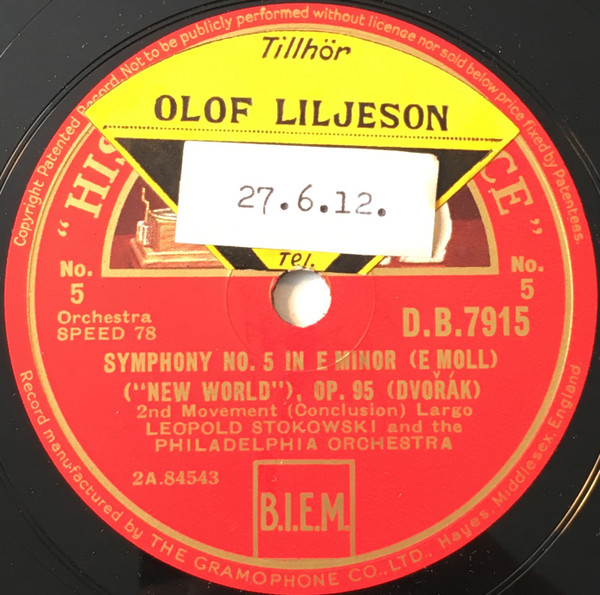 Copyright Patented Record. Not to be publicly performed without licence nor sold below price fixed by Patentees.
Tillhör
OLOF LILJESON
27.6.12.
Tel.
"HIS
CE"
No.
5
No.
5
Orchestra
SPEED 78
D.B.7915
SYMPHONY NO. 5 IN E MINOR (E MOLL)
("NEW WORLD"), OP. 95 (DVOŘÁK)
2nd Movement (Conclusion) Largo
LEOPOLD STOKOWSKI and the
PHILADELPHIA ORCHESTRA
2A.84543
B.I.E.M.
Record manufactured by THE GRAMOPHONE CO., LTD., Hayes, Middlesex, England.